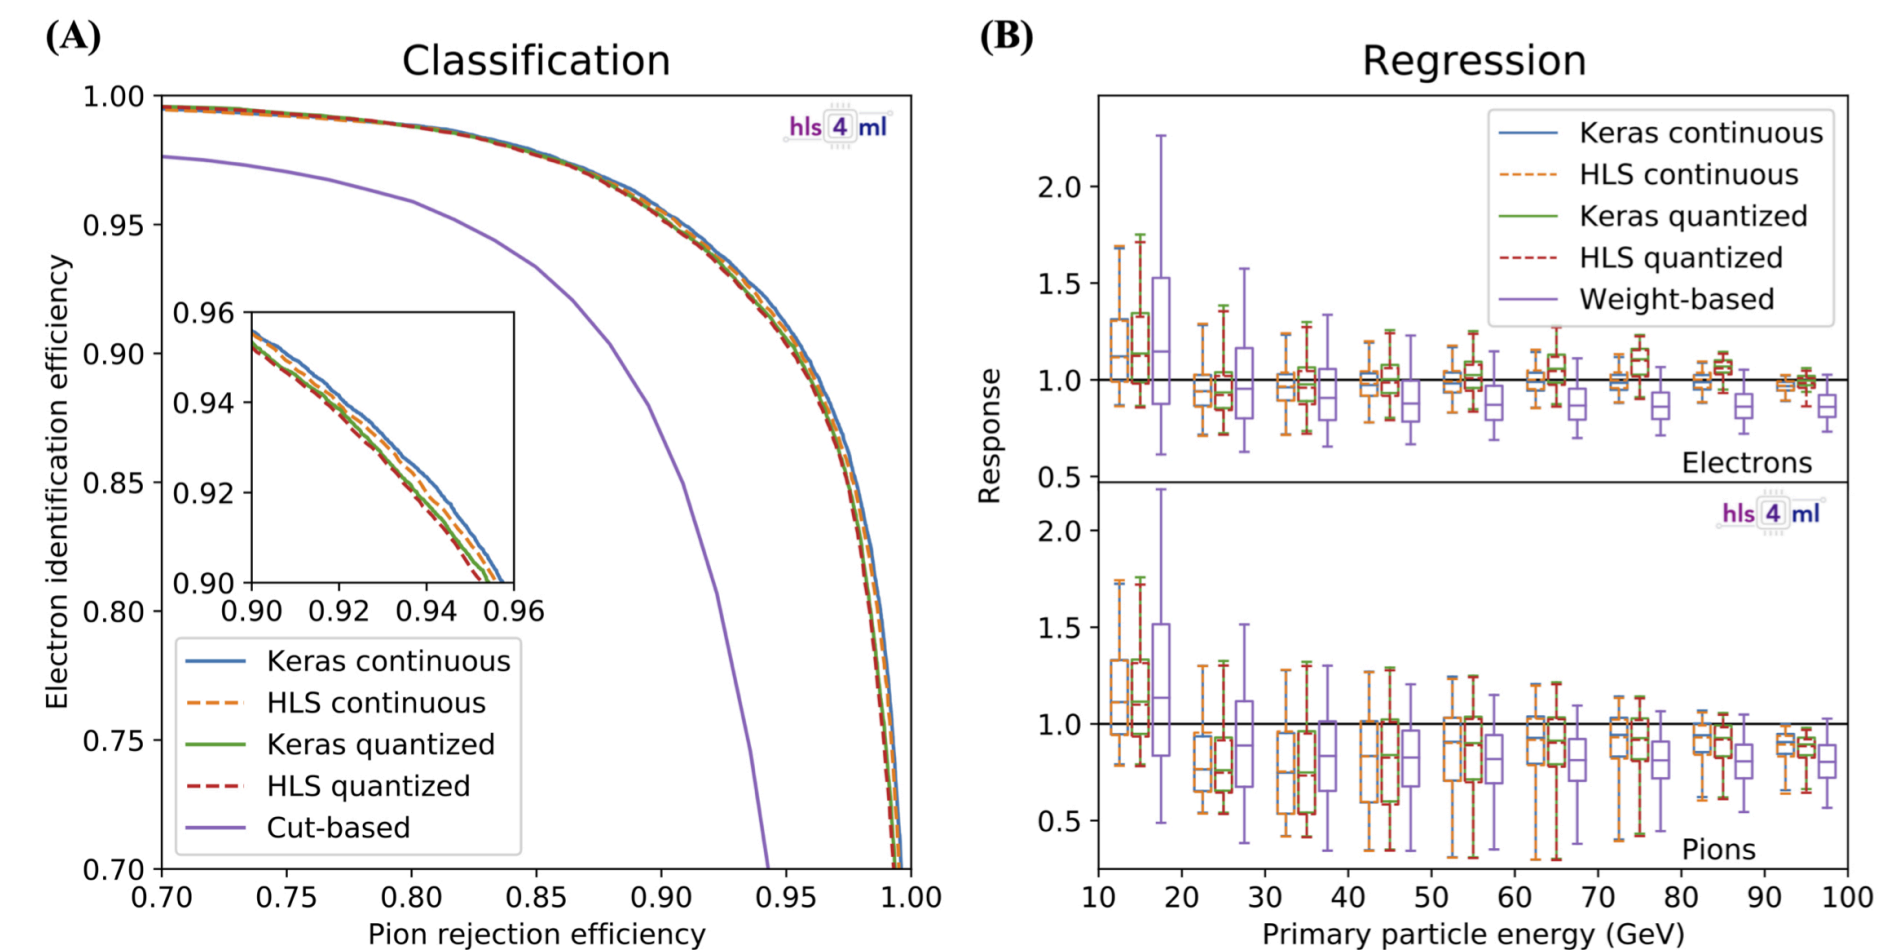 (A)
Classification
hls 4 ml
1.00
0.95
0.90
0.85
0.80
0.75
0.70
Electron identification efficiency
0.96
0.94
0.92
0.90
0.90 0.92 0.94 0.96
Keras continuous
HLS continuous
Keras quantized
HLS quantized
Cut-based
0.70 0.75 0.80 0.85 0.90 0.95 1.00
Pion rejection efficiency
(B)
Regression
Keras continuous
HLS continuous
Keras quantized
HLS quantized
Weight-based
2.0
1.5
1.0
0.5
Electrons
Response
hls 4 ml
2.0
1.5
1.0
0.5
Pions
10 20 30 40 50 60 70 80 90 100
Primary particle energy (GeV)